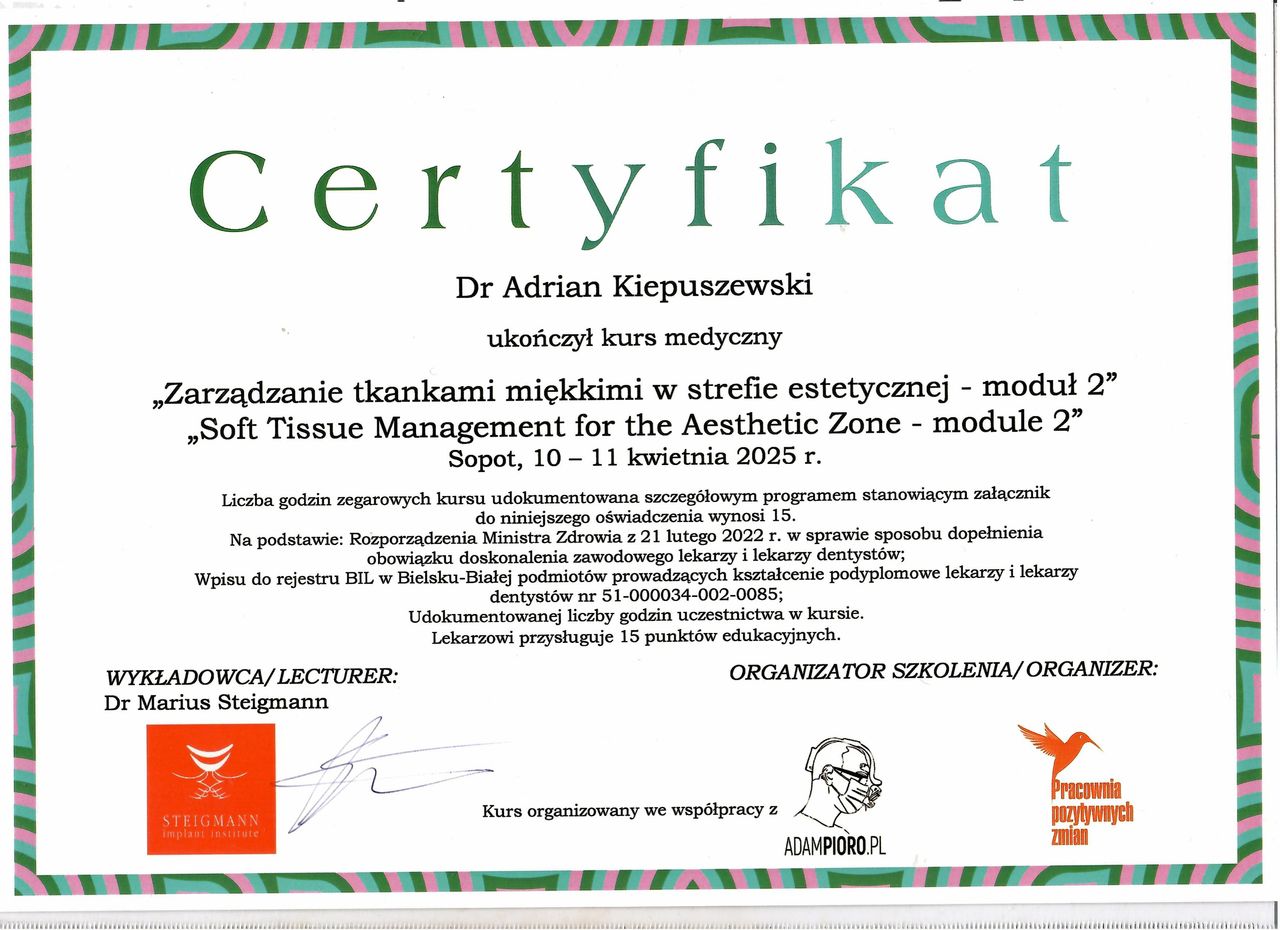 Certyfikat
Dr Adrian Kiepuszewski
ukończył kurs medyczny
„Zarządzanie tkankami miękkimi w strefie estetycznej - moduł 2”
„Soft Tissue Management for the Aesthetic Zone - module 2”
Sopot, 10 – 11 kwietnia 2025 r.
Liczba godzin zegarowych kursu udokumentowana szczegółowym programem stanowiącym załącznik
do niniejszego oświadczenia wynosi 15.
Na podstawie: Rozporządzenia Ministra Zdrowia z 21 lutego 2022 r. w sprawie sposobu dopełnienia
obowiązku doskonalenia zawodowego lekarzy i lekarzy dentystów;
Wpisu do rejestru BIL w Bielsku-Białej podmiotów prowadzących kształcenie podyplomowe lekarzy i lekarzy
dentystów nr 51-000034-002-0085;
Udokumentowanej liczby godzin uczestnictwa w kursie.
Lekarzowi przysługuje 15 punktów edukacyjnych.
WYKŁADOWCA/LECTURER:
Dr Marius Steigmann
STEIGMANN
implant institute
ORGANIZATOR SZKOLENIA/ORGANIZER:
Kurs organizowany we współpracy z
ADAMPIORO.PL
Pracownia
pozytywnych
zmian